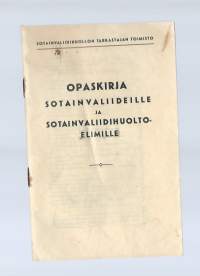 SOTAINVALIIDIHUOLLON TARKASTAJAN TOIMISTO
OPASKIRJA
SOTAINVALIIDEILLE
JA
SOTAINVALIIDIHUOLTO-
ELIMILLE